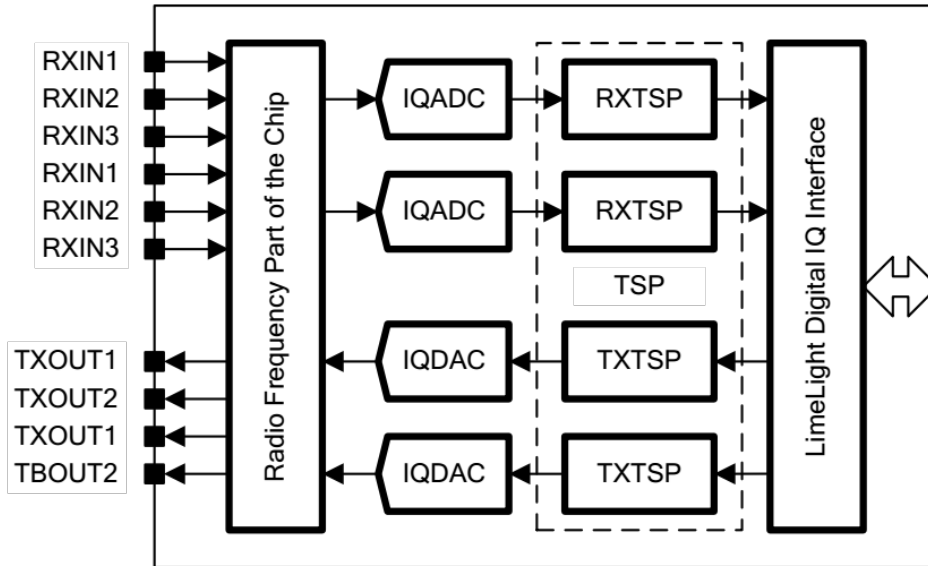 RXIN1
RXIN2
RXIN3
RXIN1
RXIN2
RXIN3
TXOUT1
TXOUT2
TXOUT1
TBOUT2
Radio Frequency Part of the Chip
IQADC
RXTSP
IQADC
RXTSP
TSP
IQDAC
TXTSP
IQDAC
TXTSP
LimeLight Digital IQ Interface